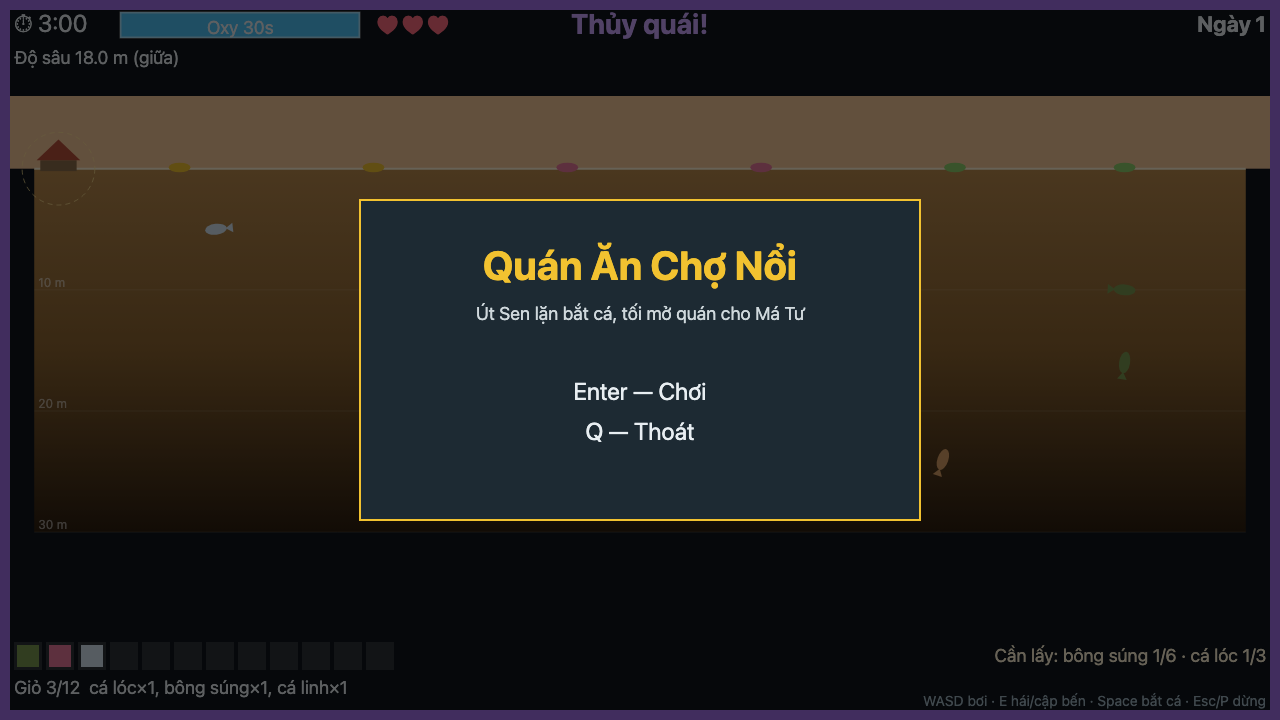 ⏱ 3:00
Oxy 30s
Thủy quái!
Ngày 1
Độ sâu 18.0 m (giữa)
10 m
20 m
30 m
Quán Ăn Chợ Nổi
Út Sen lặn bắt cá, tối mở quán cho Má Tư
Enter — Chơi
Q — Thoát
Cần lấy: bông súng 1/6 · cá lóc 1/3
Giỏ 3/12 cá lóc×1, bông súng×1, cá linh×1
WASD bơi · E hái/cập bến · Space bắt cá · Esc/P dừng